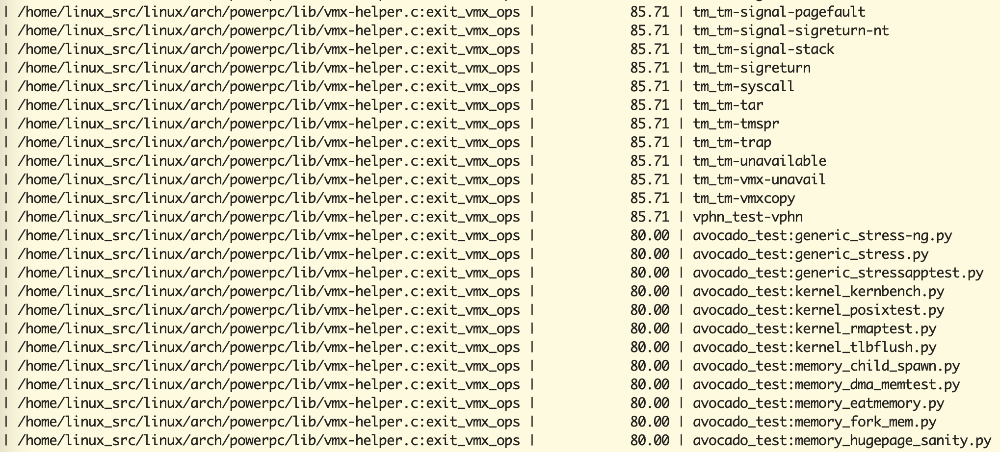 | /home/linux_src/linux/arch/powerpc/lib/vmx-helper.c:exit_vmx_ops | 85.71 | tm_tm-signal-pagefault
| /home/linux_src/linux/arch/powerpc/lib/vmx-helper.c:exit_vmx_ops | 85.71 | tm_tm-signal-sigreturn-nt
| /home/linux_src/linux/arch/powerpc/lib/vmx-helper.c:exit_vmx_ops | 85.71 | tm_tm-signal-stack
| /home/linux_src/linux/arch/powerpc/lib/vmx-helper.c:exit_vmx_ops | 85.71 | tm_tm-sigreturn
| /home/linux_src/linux/arch/powerpc/lib/vmx-helper.c:exit_vmx_ops | 85.71 | tm_tm-syscall
| /home/linux_src/linux/arch/powerpc/lib/vmx-helper.c:exit_vmx_ops | 85.71 | tm_tm-tar
| /home/linux_src/linux/arch/powerpc/lib/vmx-helper.c:exit_vmx_ops | 85.71 | tm_tm-tmspr
| /home/linux_src/linux/arch/powerpc/lib/vmx-helper.c:exit_vmx_ops | 85.71 | tm_tm-trap
| /home/linux_src/linux/arch/powerpc/lib/vmx-helper.c:exit_vmx_ops | 85.71 | tm_tm-unavailable
| /home/linux_src/linux/arch/powerpc/lib/vmx-helper.c:exit_vmx_ops | 85.71 | tm_tm-vmx-unavail
| /home/linux_src/linux/arch/powerpc/lib/vmx-helper.c:exit_vmx_ops | 85.71 | tm_tm-vmxcopy
| /home/linux_src/linux/arch/powerpc/lib/vmx-helper.c:exit_vmx_ops | 85.71 | vphn_test-vphn
| /home/linux_src/linux/arch/powerpc/lib/vmx-helper.c:exit_vmx_ops | 80.00 | avocado_test:generic_stress-ng.py
| /home/linux_src/linux/arch/powerpc/lib/vmx-helper.c:exit_vmx_ops | 80.00 | avocado_test:generic_stress.py
| /home/linux_src/linux/arch/powerpc/lib/vmx-helper.c:exit_vmx_ops | 80.00 | avocado_test:generic_stressapptest.py
| /home/linux_src/linux/arch/powerpc/lib/vmx-helper.c:exit_vmx_ops | 80.00 | avocado_test:kernel_kernbench.py
| /home/linux_src/linux/arch/powerpc/lib/vmx-helper.c:exit_vmx_ops | 80.00 | avocado_test:kernel_posixtest.py
| /home/linux_src/linux/arch/powerpc/lib/vmx-helper.c:exit_vmx_ops | 80.00 | avocado_test:kernel_rmaptest.py
| /home/linux_src/linux/arch/powerpc/lib/vmx-helper.c:exit_vmx_ops | 80.00 | avocado_test:kernel_tlbflush.py
| /home/linux_src/linux/arch/powerpc/lib/vmx-helper.c:exit_vmx_ops | 80.00 | avocado_test:memory_child_spawn.py
| /home/linux_src/linux/arch/powerpc/lib/vmx-helper.c:exit_vmx_ops | 80.00 | avocado_test:memory_dma_memtest.py
| /home/linux_src/linux/arch/powerpc/lib/vmx-helper.c:exit_vmx_ops | 80.00 | avocado_test:memory_eatmemory.py
| /home/linux_src/linux/arch/powerpc/lib/vmx-helper.c:exit_vmx_ops | 80.00 | avocado_test:memory_fork_mem.py
| /home/linux_src/linux/arch/powerpc/lib/vmx-helper.c:exit_vmx_ops | 80.00 | avocado_test:memory_hugepage_sanity.py